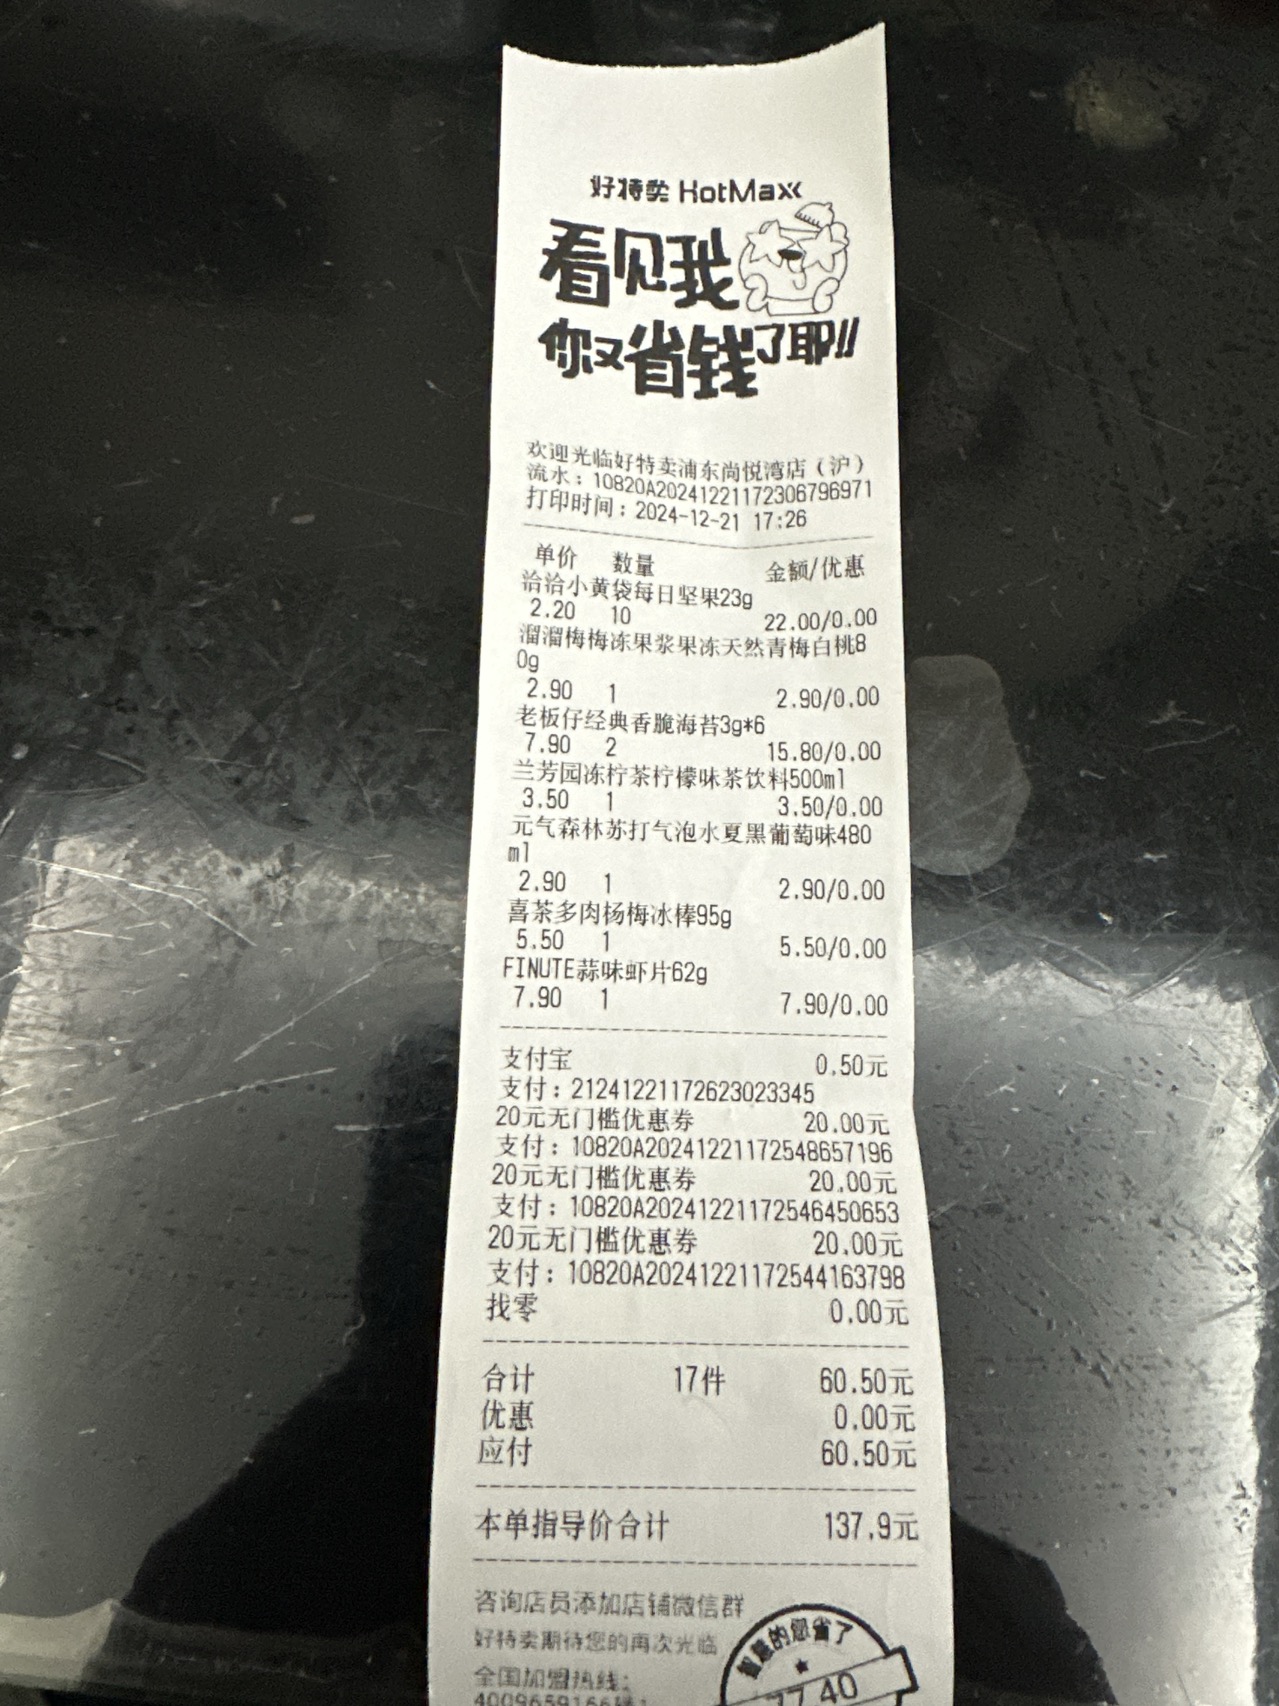 好特卖 HotMaxx
看见我
你又省钱了耶!!
欢迎光临好特卖浦东尚悦湾店（沪）
流水：10820A20241221172306796971
打印时间：2024-12-21 17:26
单价 数量 金额/优惠
洽洽小黄袋每日坚果23g
2.20 10 22.00/0.00
溜溜梅梅冻果浆果冻天然青梅白桃8
0g
2.90 1 2.90/0.00
老板仔经典香脆海苔3g*6
7.90 2 15.80/0.00
兰芳园冻柠茶柠檬味茶饮料500ml
3.50 1 3.50/0.00
元气森林苏打气泡水夏黑葡萄味480
ml
2.90 1 2.90/0.00
喜茶多肉杨梅冰棒95g
5.50 1 5.50/0.00
FINUTE蒜味虾片62g
7.90 1 7.90/0.00
支付宝 0.50元
支付：212412211726230233​45
20元无门槛优惠券 20.00元
支付：10820A20241221172548657196
20元无门槛优惠券 20.00元
支付：10820A20241221172546450653
20元无门槛优惠券 20.00元
支付：10820A20241221172544163798
找零 0.00元
合计 17件 60.50元
优惠 0.00元
应付 60.50元
本单指导价合计 137.9元
咨询店员添加店铺微信群
好特卖期待您的再次光临
全国加盟热线：
智慧的您省了
77.40